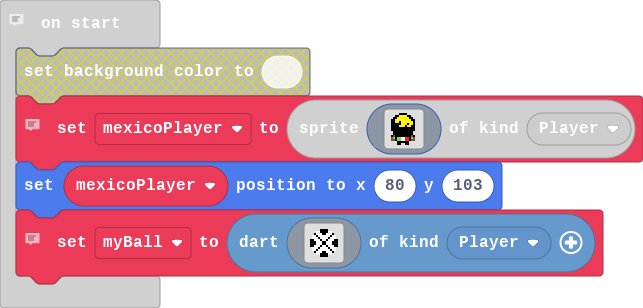 on start
set background color to
set mexicoPlayer to sprite of kind Player
set mexicoPlayer position to x 80 y 103
set myBall to dart of kind Player